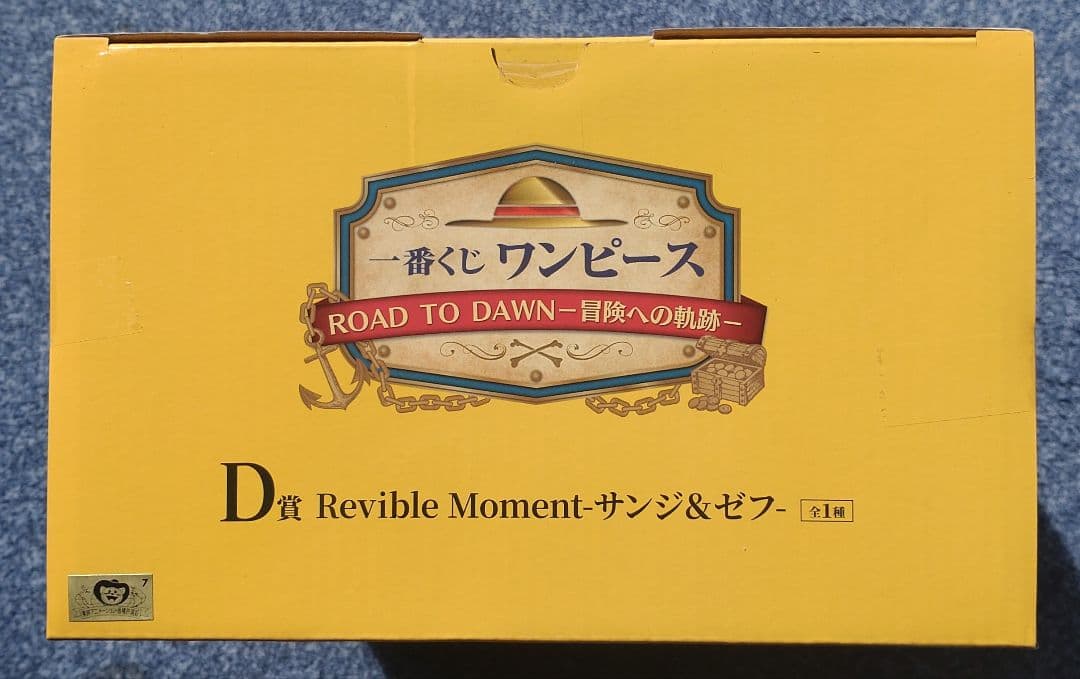 一番くじ ワンピース
ROAD TO DAWN－冒険への軌跡－
D賞 Revible Moment-サンジ&ゼフ- 全1種
7